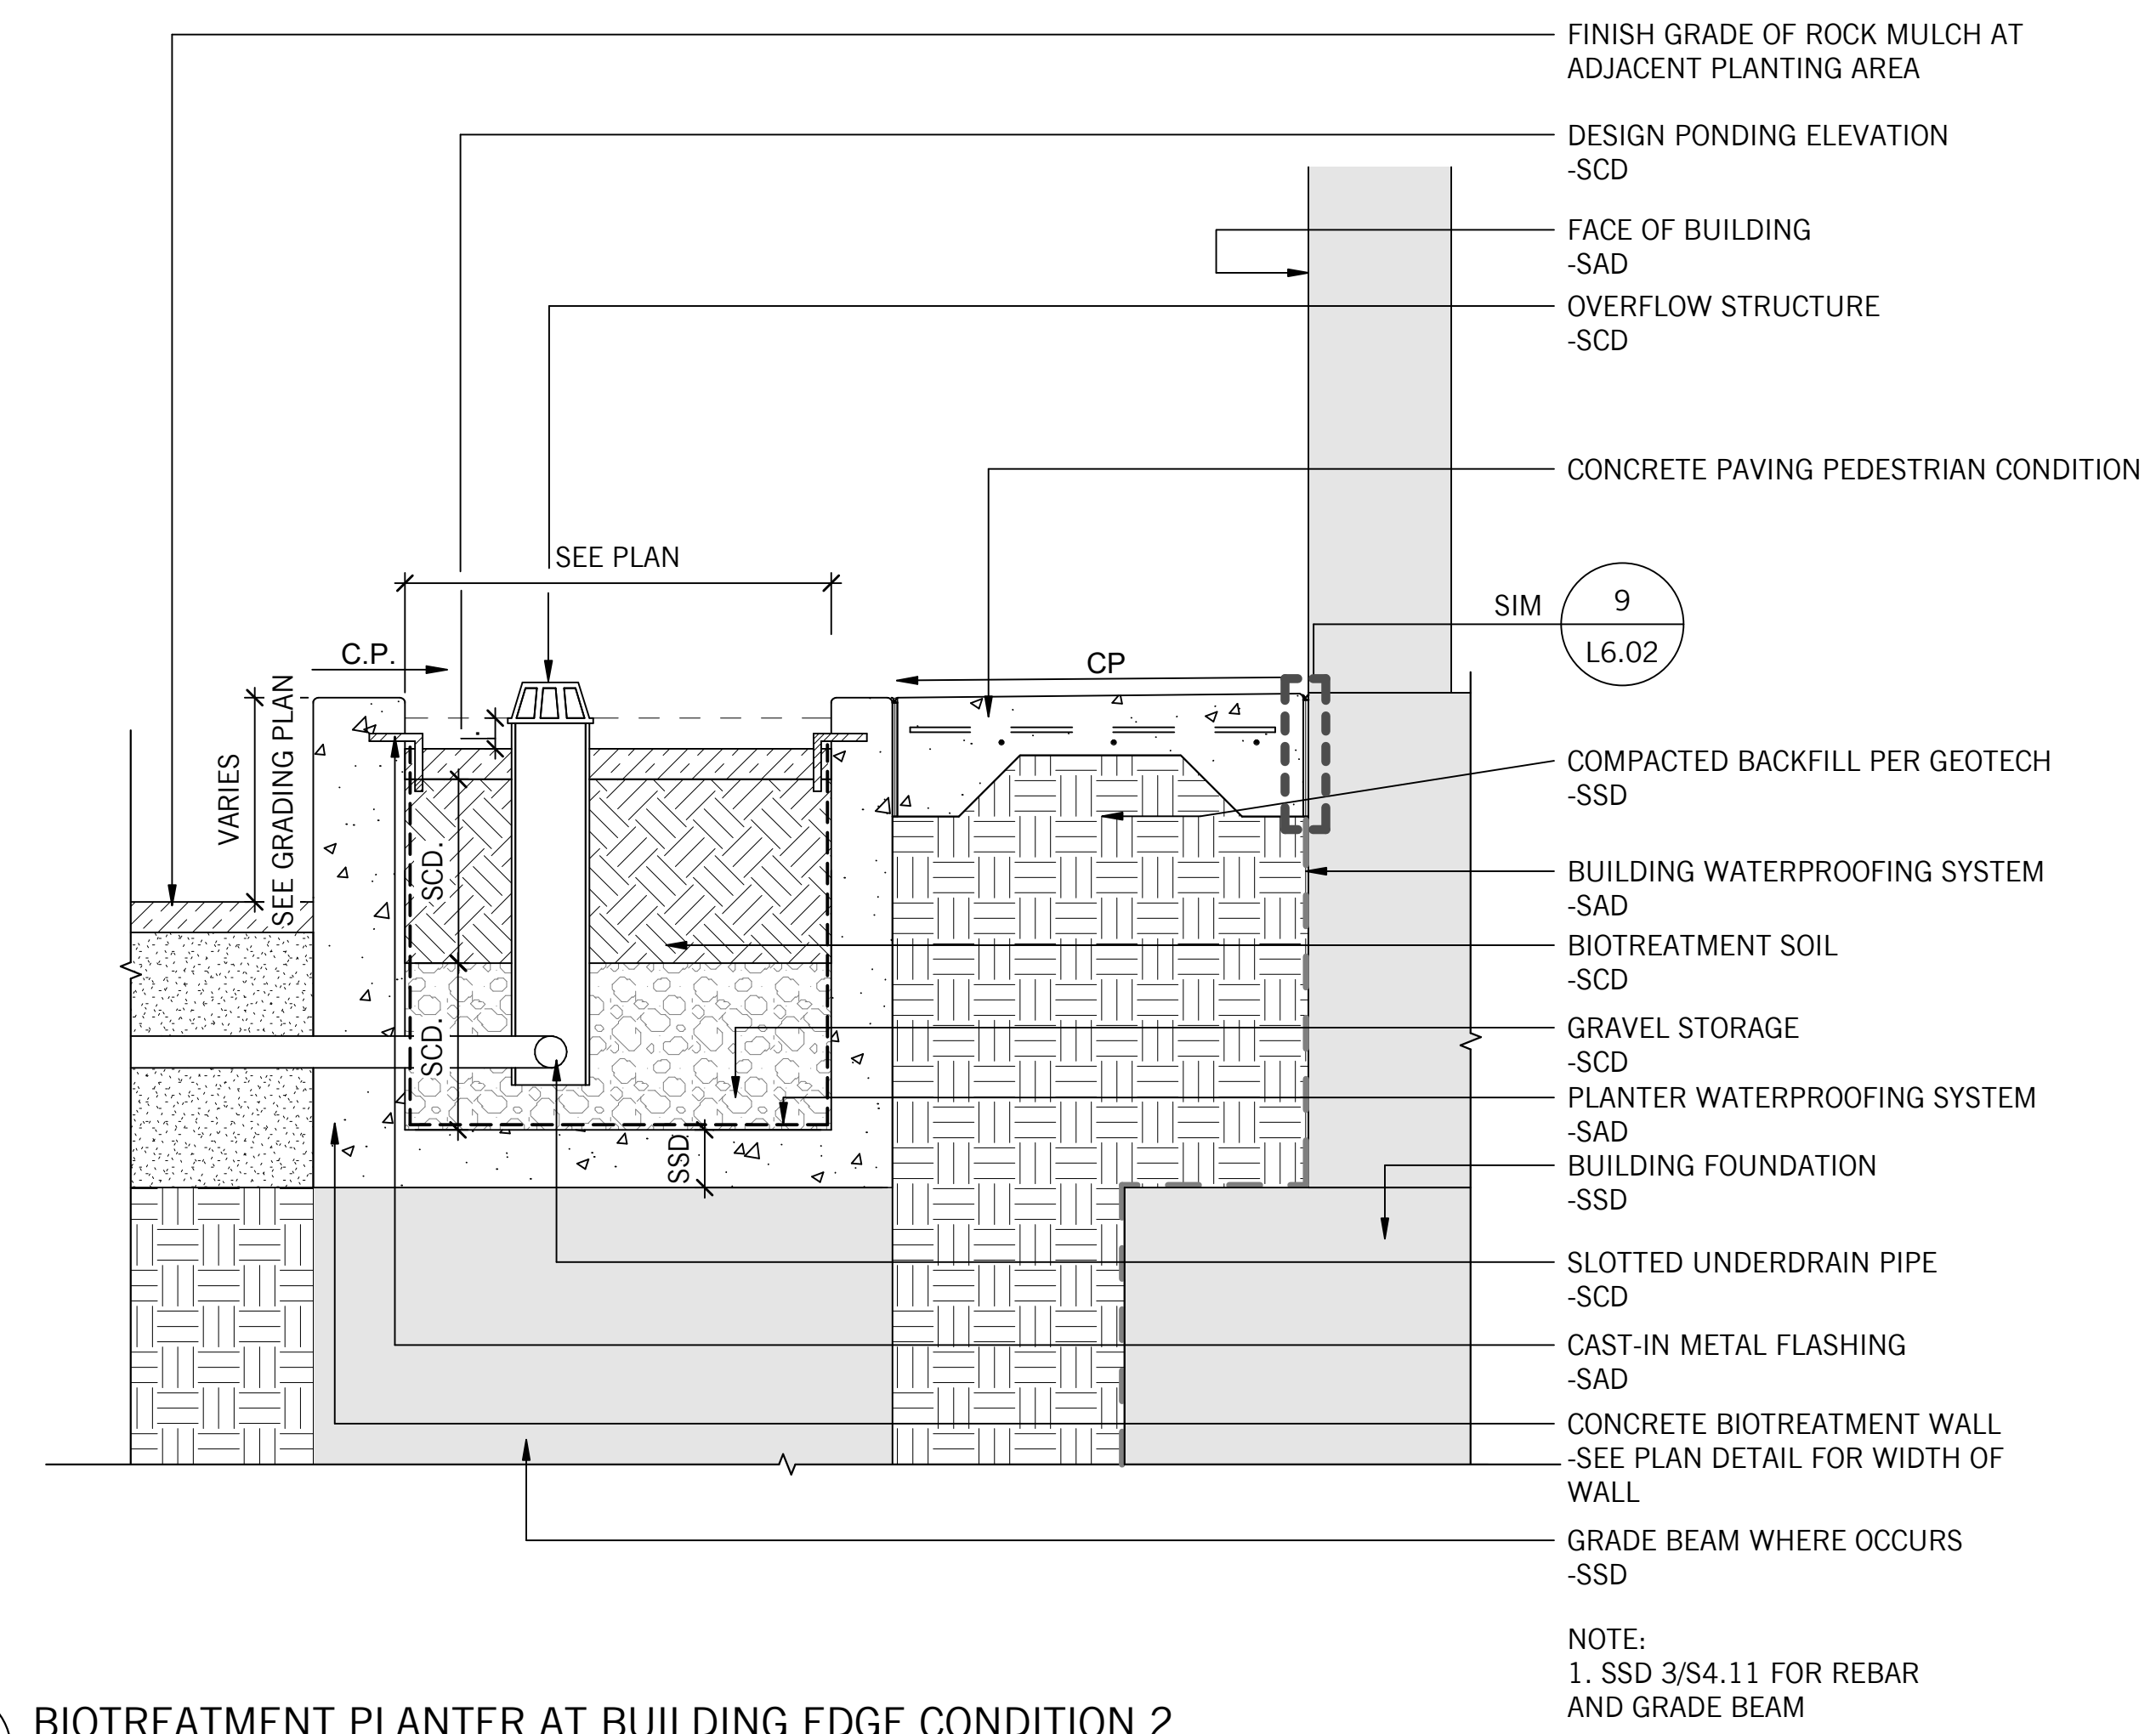 FINISH GRADE OF ROCK MULCH AT
ADJACENT PLANTING AREA
DESIGN PONDING ELEVATION
-SCD
FACE OF BUILDING
-SAD
OVERFLOW STRUCTURE
-SCD
CONCRETE PAVING PEDESTRIAN CONDITION
SEE PLAN
SIM
9
L6.02
C.P.
CP
VARIES
SEE GRADING PLAN
SCD.
SCD.
SSD
COMPACTED BACKFILL PER GEOTECH
-SSD
BUILDING WATERPROOFING SYSTEM
-SAD
BIOTREATMENT SOIL
-SCD
GRAVEL STORAGE
-SCD
PLANTER WATERPROOFING SYSTEM
-SAD
BUILDING FOUNDATION
-SSD
SLOTTED UNDERDRAIN PIPE
-SCD
CAST-IN METAL FLASHING
-SAD
CONCRETE BIOTREATMENT WALL
-SEE PLAN DETAIL FOR WIDTH OF
WALL
GRADE BEAM WHERE OCCURS
-SSD
NOTE:
1. SSD 3/S4.11 FOR REBAR
AND GRADE BEAM
BIOTREATMENT PLANTER AT BUILDING EDGE CONDITION 2